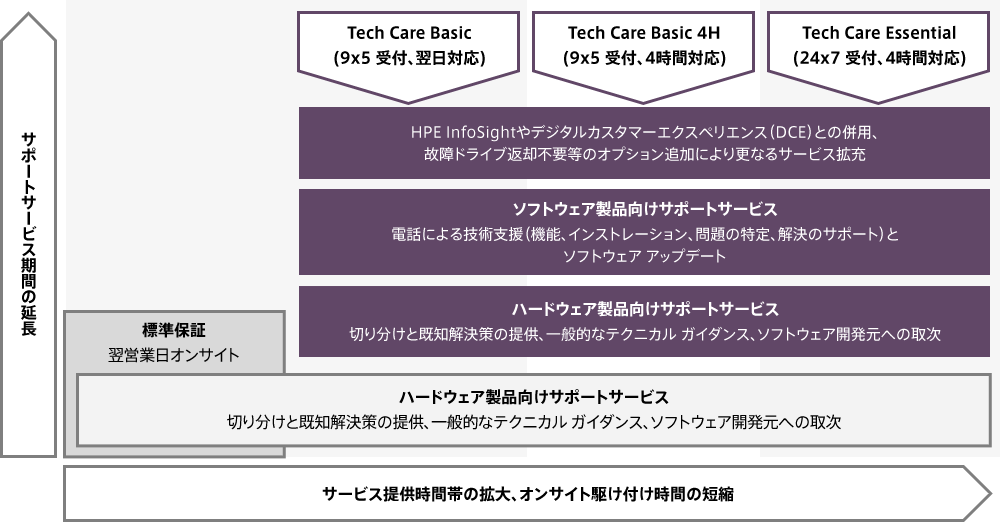 Tech Care Basic
(9x5 受付、翌日対応)
Tech Care Basic 4H
(9x5 受付、4時間対応)
Tech Care Essential
(24x7 受付、4時間対応)
HPE InfoSightやデジタルカスタマーエクスペリエンス(DCE)との併用、
故障ドライブ返却不要等のオプション追加により更なるサービス拡充
ソフトウェア製品向けサポートサービス
電話による技術支援(機能、インストレーション、問題の特定、解決のサポート)と
ソフトウェア アップデート
ハードウェア製品向けサポートサービス
切り分けと既知解決策の提供、一般的なテクニカル ガイダンス、ソフトウェア開発元への取次
標準保証
翌営業日オンサイト
ハードウェア製品向けサポートサービス
切り分けと既知解決策の提供、一般的なテクニカル ガイダンス、ソフトウェア開発元への取次
サポートサービス期間の延長
サービス提供時間帯の拡大、オンサイト駆け付け時間の短縮